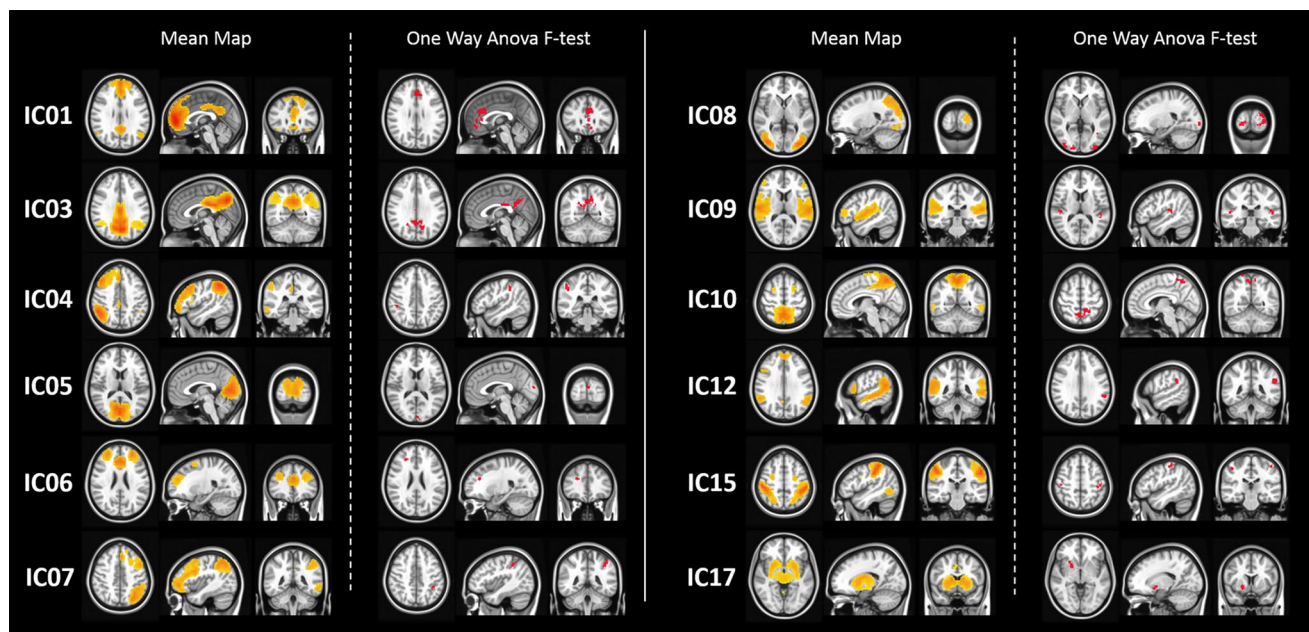 Mean Map
One Way Anova F-test
Mean Map
One Way Anova F-test
IC01
IC08
IC03
IC09
IC04
IC10
IC05
IC12
IC06
IC15
IC07
IC17